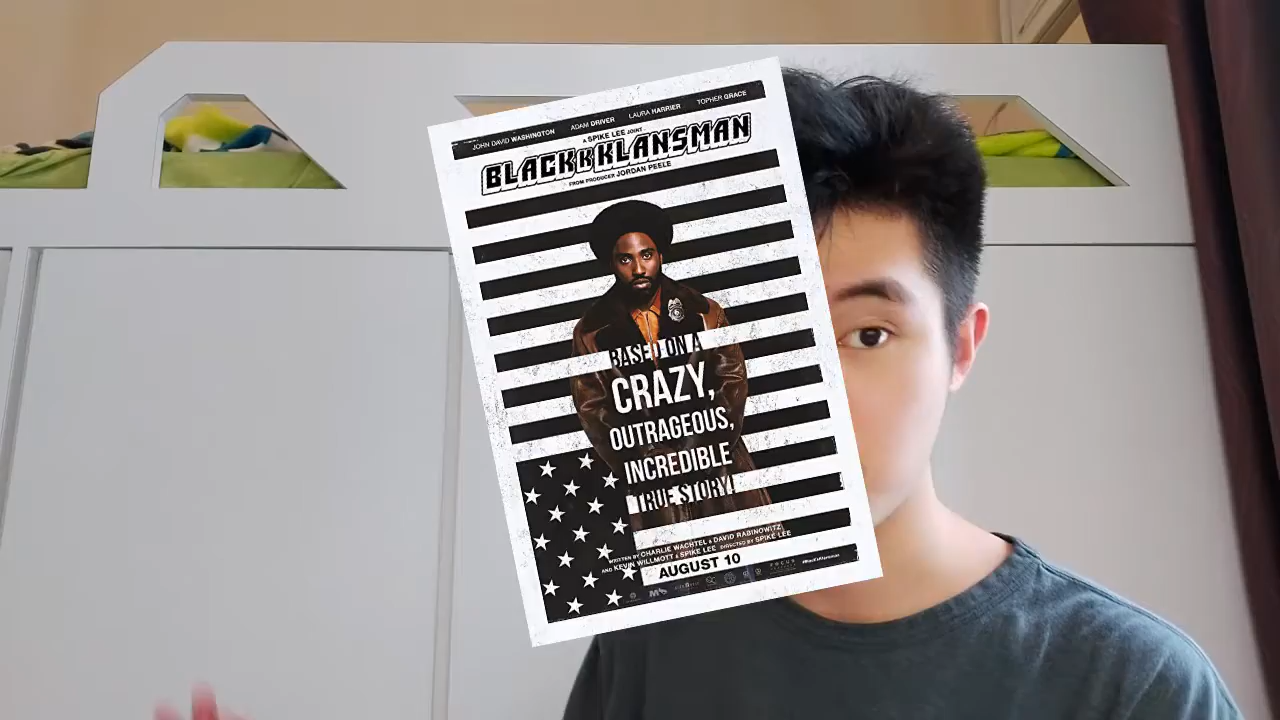 JOHN DAVID WASHINGTON ADAM DRIVER LAURA HARRIER TOPHER GRACE
A SPIKE LEE JOINT
BLACKKKLANSMAN
FROM PRODUCER JORDAN PEELE
BASED ON A
CRAZY,
OUTRAGEOUS,
INCREDIBLE
TRUE STORY!
WRITTEN BY CHARLIE WACHTEL & DAVID RABINOWITZ
AND KEVIN WILLMOTT & SPIKE LEE DIRECTED BY SPIKE LEE
AUGUST 10
FOCUS
#BlacKkKlansman